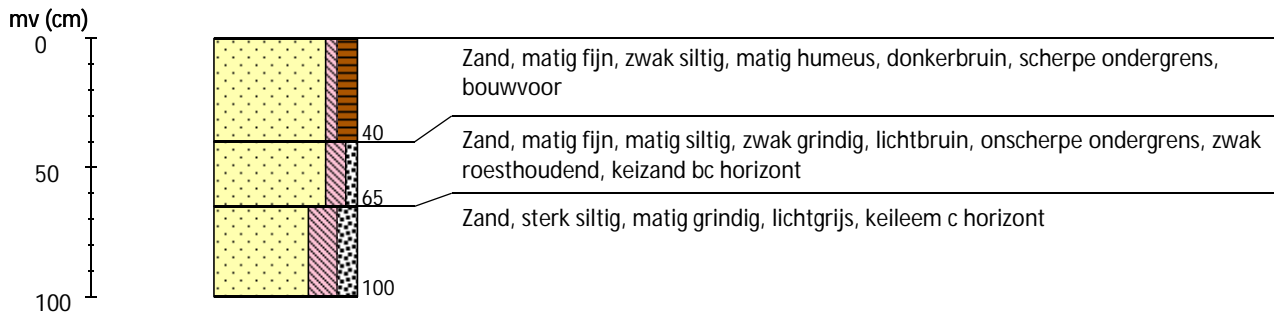 mv (cm)
0
Zand, matig fijn, zwak siltig, matig humeus, donkerbruin, scherpe ondergrens,
bouwvoor
40
Zand, matig fijn, matig siltig, zwak grindig, lichtbruin, onscherpe ondergrens, zwak
roesthoudend, keizand bc horizont
50
65
Zand, sterk siltig, matig grindig, lichtgrijs, keileem c horizont
100
100